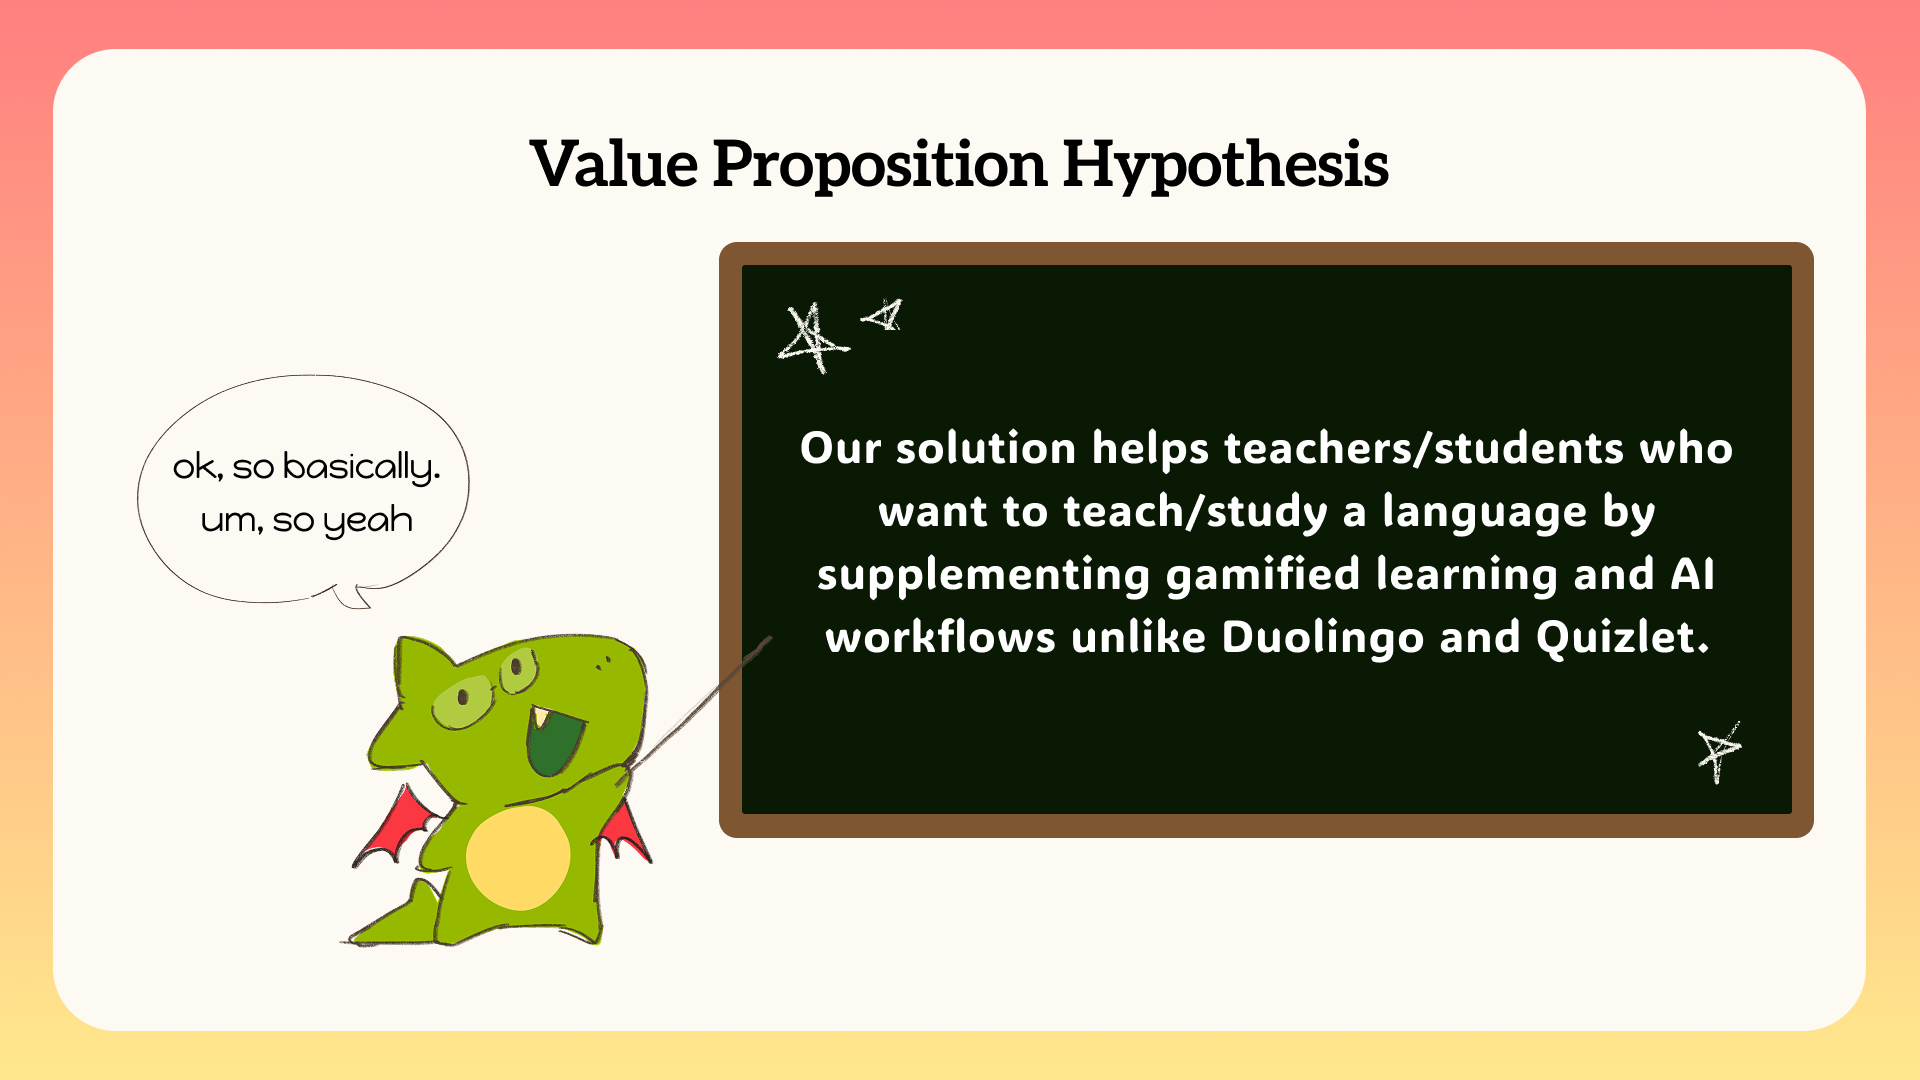 Value Proposition Hypothesis
ok, so basically.
um, so yeah
Our solution helps teachers/students who
want to teach/study a language by
supplementing gamified learning and AI
workflows unlike Duolingo and Quizlet.